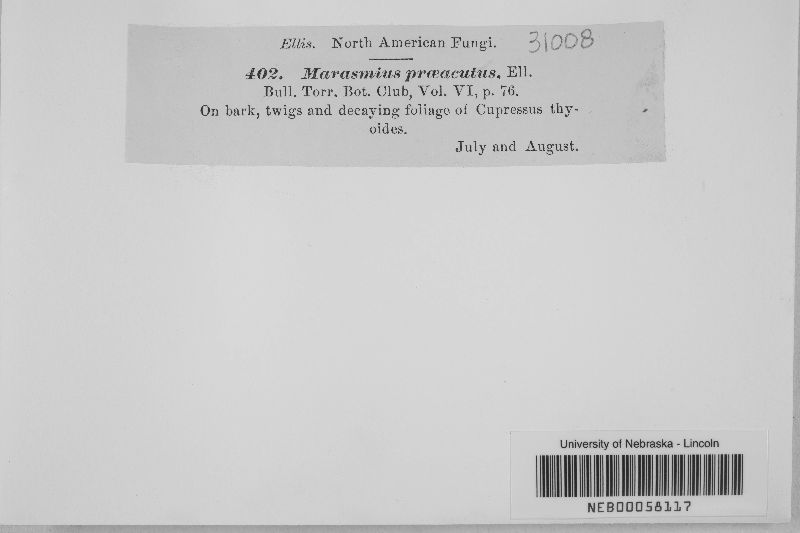 Ellis. North American Fungi. 31008
402. Marasmius præacutus, Ell.
Bull. Torr. Bot. Club, Vol. VI, p. 76.
On bark, twigs and decaying foliage of Cupressus thy-
oides.
July and August.
University of Nebraska - Lincoln
NEB00058117